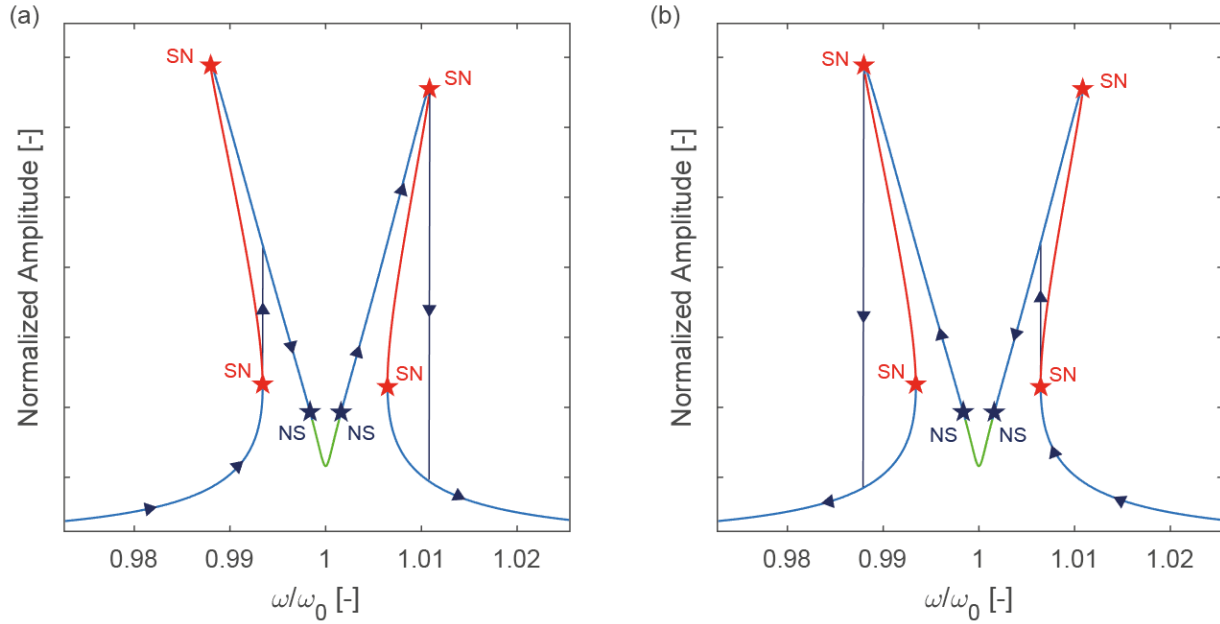 (a)
SN
SN
SN
SN
NS
NS
Normalized Amplitude [-]
0.98
0.99
1
1.01
1.02
ω/ω0 [-]
(b)
SN
SN
SN
SN
NS
NS
Normalized Amplitude [-]
0.98
0.99
1
1.01
1.02
ω/ω0 [-]